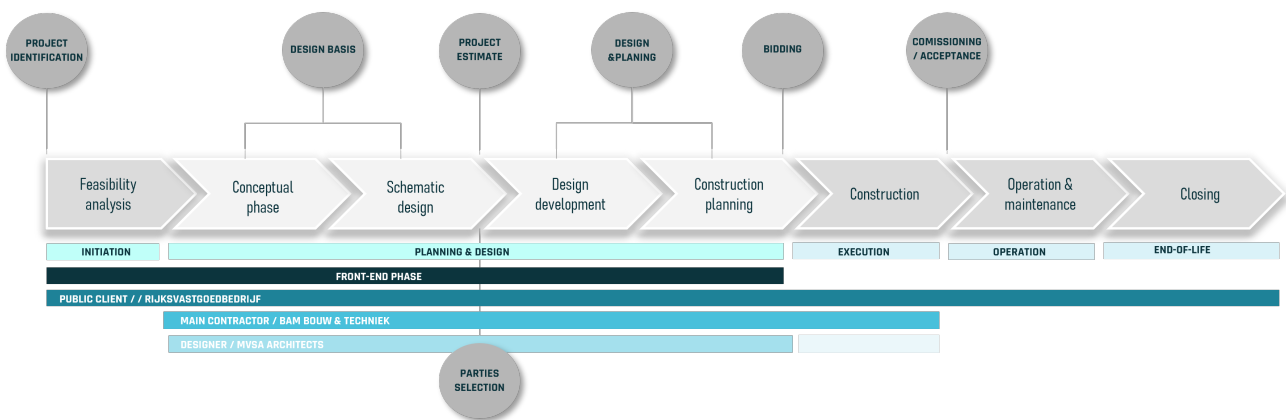 PROJECT
IDENTIFICATION
DESIGN BASIS
PROJECT
ESTIMATE
DESIGN
&PLANING
BIDDING
COMISSIONING
/ ACCEPTANCE
Feasibility
analysis
Conceptual
phase
Schematic
design
Design
development
Construction
planning
Construction
Operation &
maintenance
Closing
INITIATION
PLANNING & DESIGN
EXECUTION
OPERATION
END-OF-LIFE
FRONT-END PHASE
PUBLIC CLIENT / / RIJKSVASTGOEDBEDRIJF
MAIN CONTRACTOR / BAM BOUW & TECHNIEK
DESIGNER / MVSA ARCHITECTS
PARTIES
SELECTION